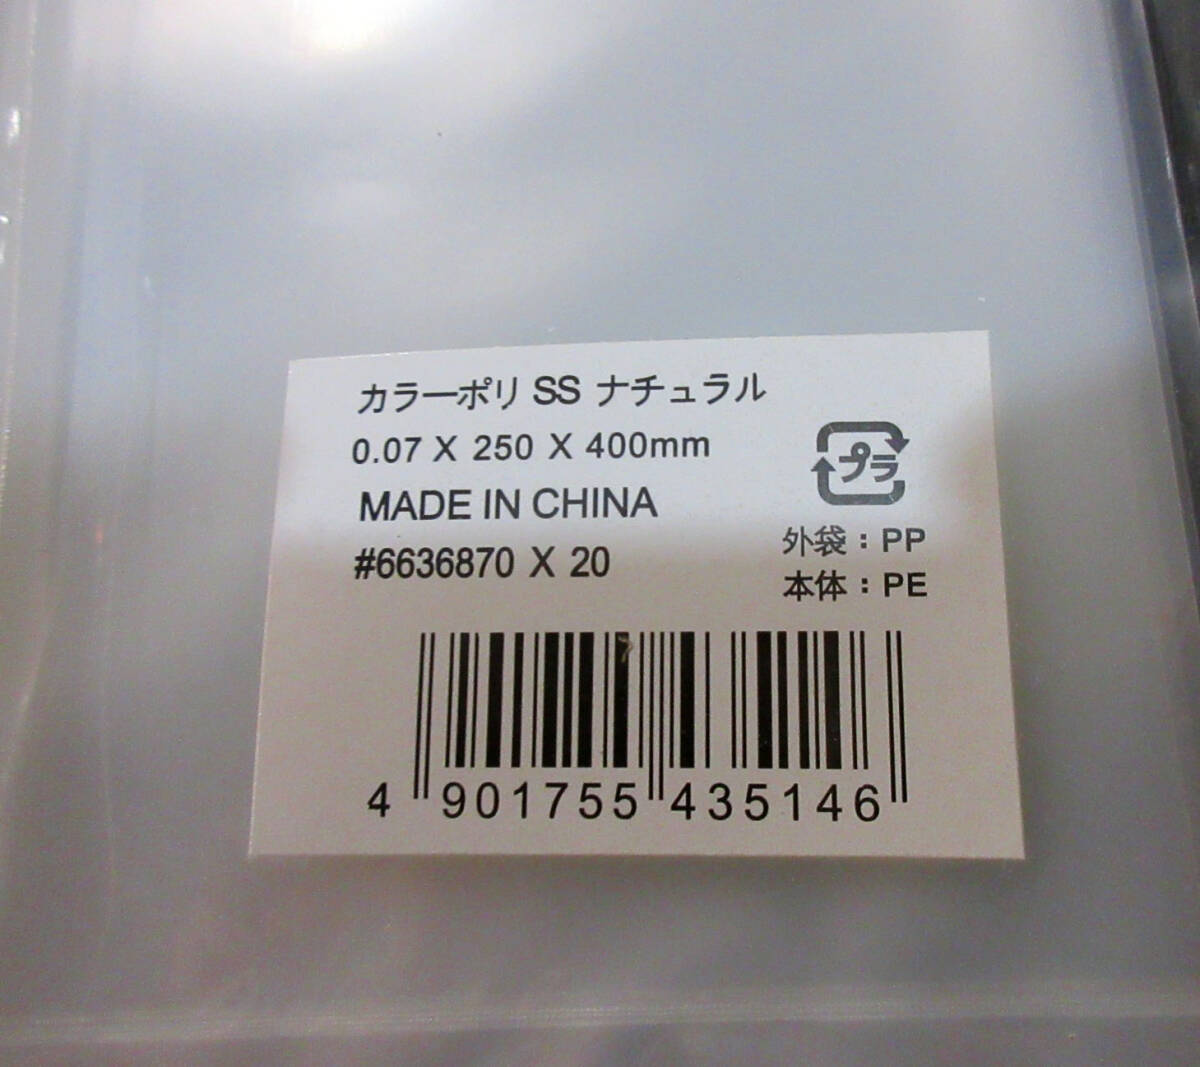 カラーポリ SS ナチュラル
0.07 X 250 X 400mm
MADE IN CHINA
#6636870 X 20
プラ
外袋：PP
本体：PE
4 901755 435146